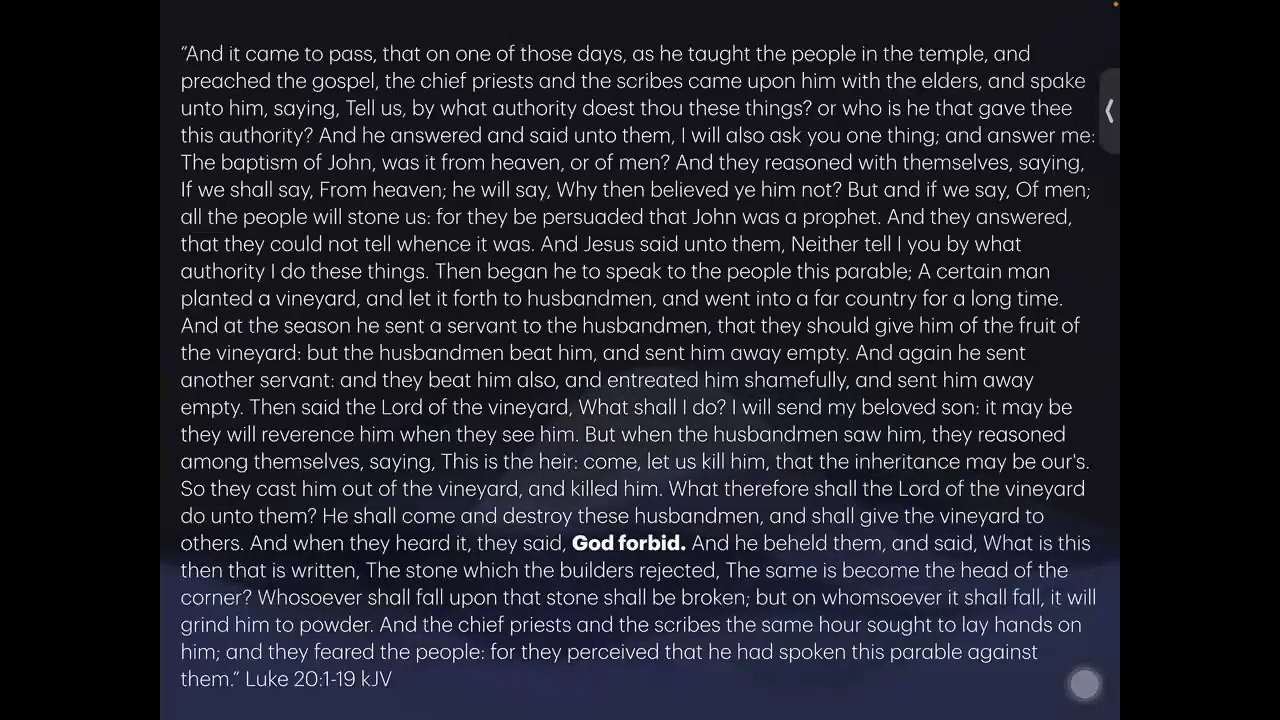 “And it came to pass, that on one of those days, as he taught the people in the temple, and
preached the gospel, the chief priests and the scribes came upon him with the elders, and spake
unto him, saying, Tell us, by what authority doest thou these things? or who is he that gave thee
this authority? And he answered and said unto them, I will also ask you one thing; and answer me:
The baptism of John, was it from heaven, or of men? And they reasoned with themselves, saying,
If we shall say, From heaven; he will say, Why then believed ye him not? But and if we say, Of men;
all the people will stone us: for they be persuaded that John was a prophet. And they answered,
that they could not tell whence it was. And Jesus said unto them, Neither tell I you by what
authority I do these things. Then began he to speak to the people this parable; A certain man
planted a vineyard, and let it forth to husbandmen, and went into a far country for a long time.
And at the season he sent a servant to the husbandmen, that they should give him of the fruit of
the vineyard: but the husbandmen beat him, and sent him away empty. And again he sent
another servant: and they beat him also, and entreated him shamefully, and sent him away
empty. Then said the Lord of the vineyard, What shall I do? I will send my beloved son: it may be
they will reverence him when they see him. But when the husbandmen saw him, they reasoned
among themselves, saying, This is the heir: come, let us kill him, that the inheritance may be our's.
So they cast him out of the vineyard, and killed him. What therefore shall the Lord of the vineyard
do unto them? He shall come and destroy these husbandmen, and shall give the vineyard to
others. And when they heard it, they said, God forbid. And he beheld them, and said, What is this
then that is written, The stone which the builders rejected, The same is become the head of the
corner? Whosoever shall fall upon that stone shall be broken; but on whomsoever it shall fall, it will
grind him to powder. And the chief priests and the scribes the same hour sought to lay hands on
him; and they feared the people: for they perceived that he had spoken this parable against
them.” Luke 20:1-19 kJV